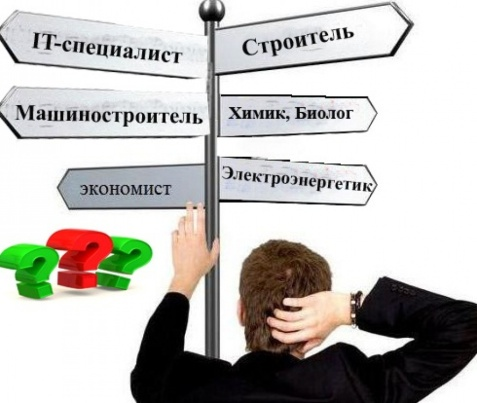 IT-специалист
Строитель
Машиностроитель
Химик, Биолог
экономист
Электроэнергетик
???